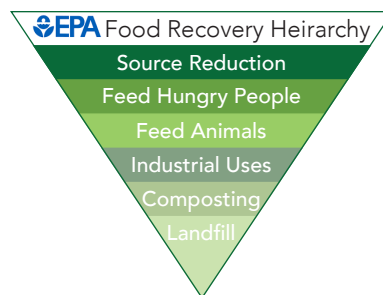 EPA Food Recovery Heirarchy
Source Reduction
Feed Hungry People
Feed Animals
Industrial Uses
Composting
Landfill